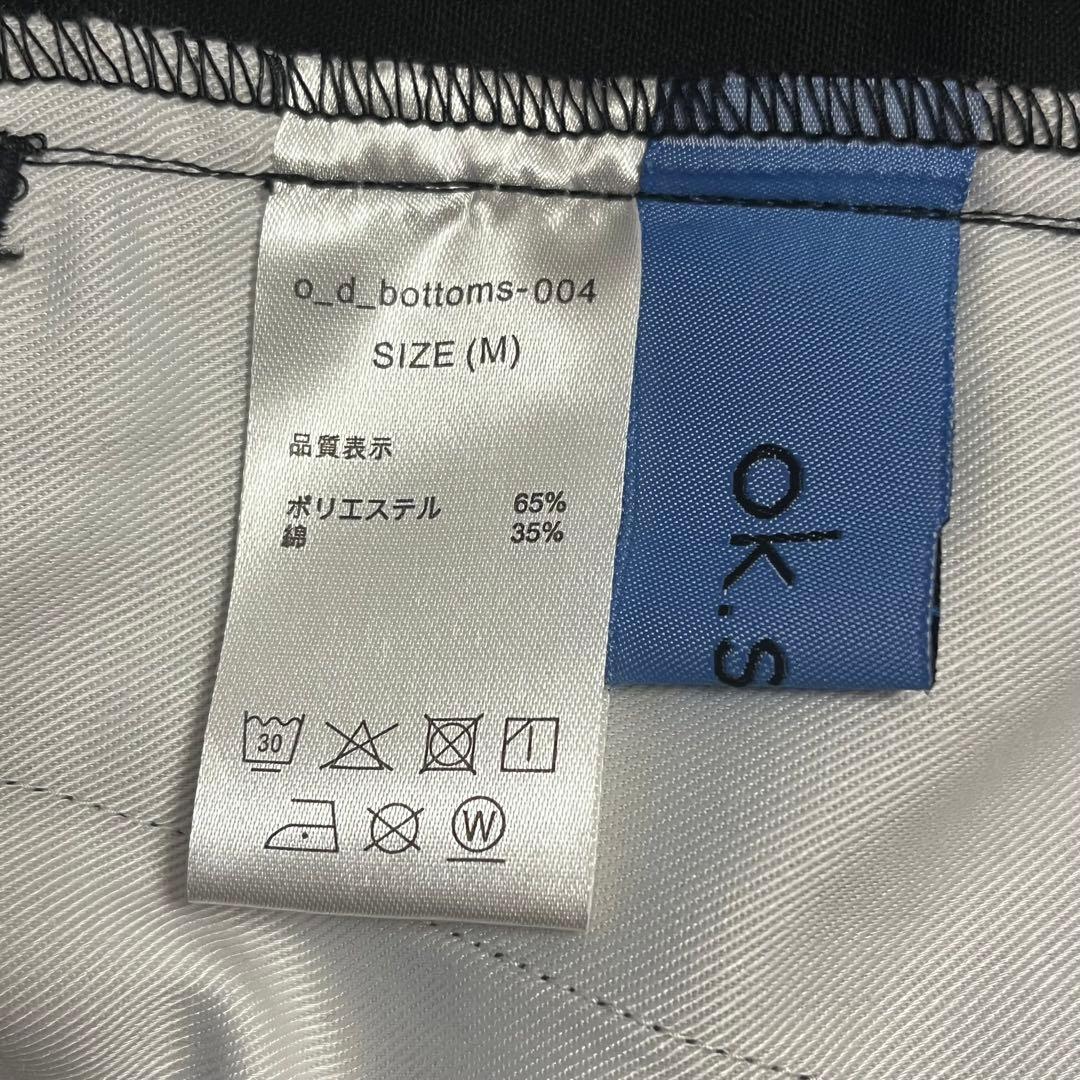 o_d_bottoms-004
SIZE (M)
品質表示
ポリエステル 65%
綿 35%
30
W
ok.s